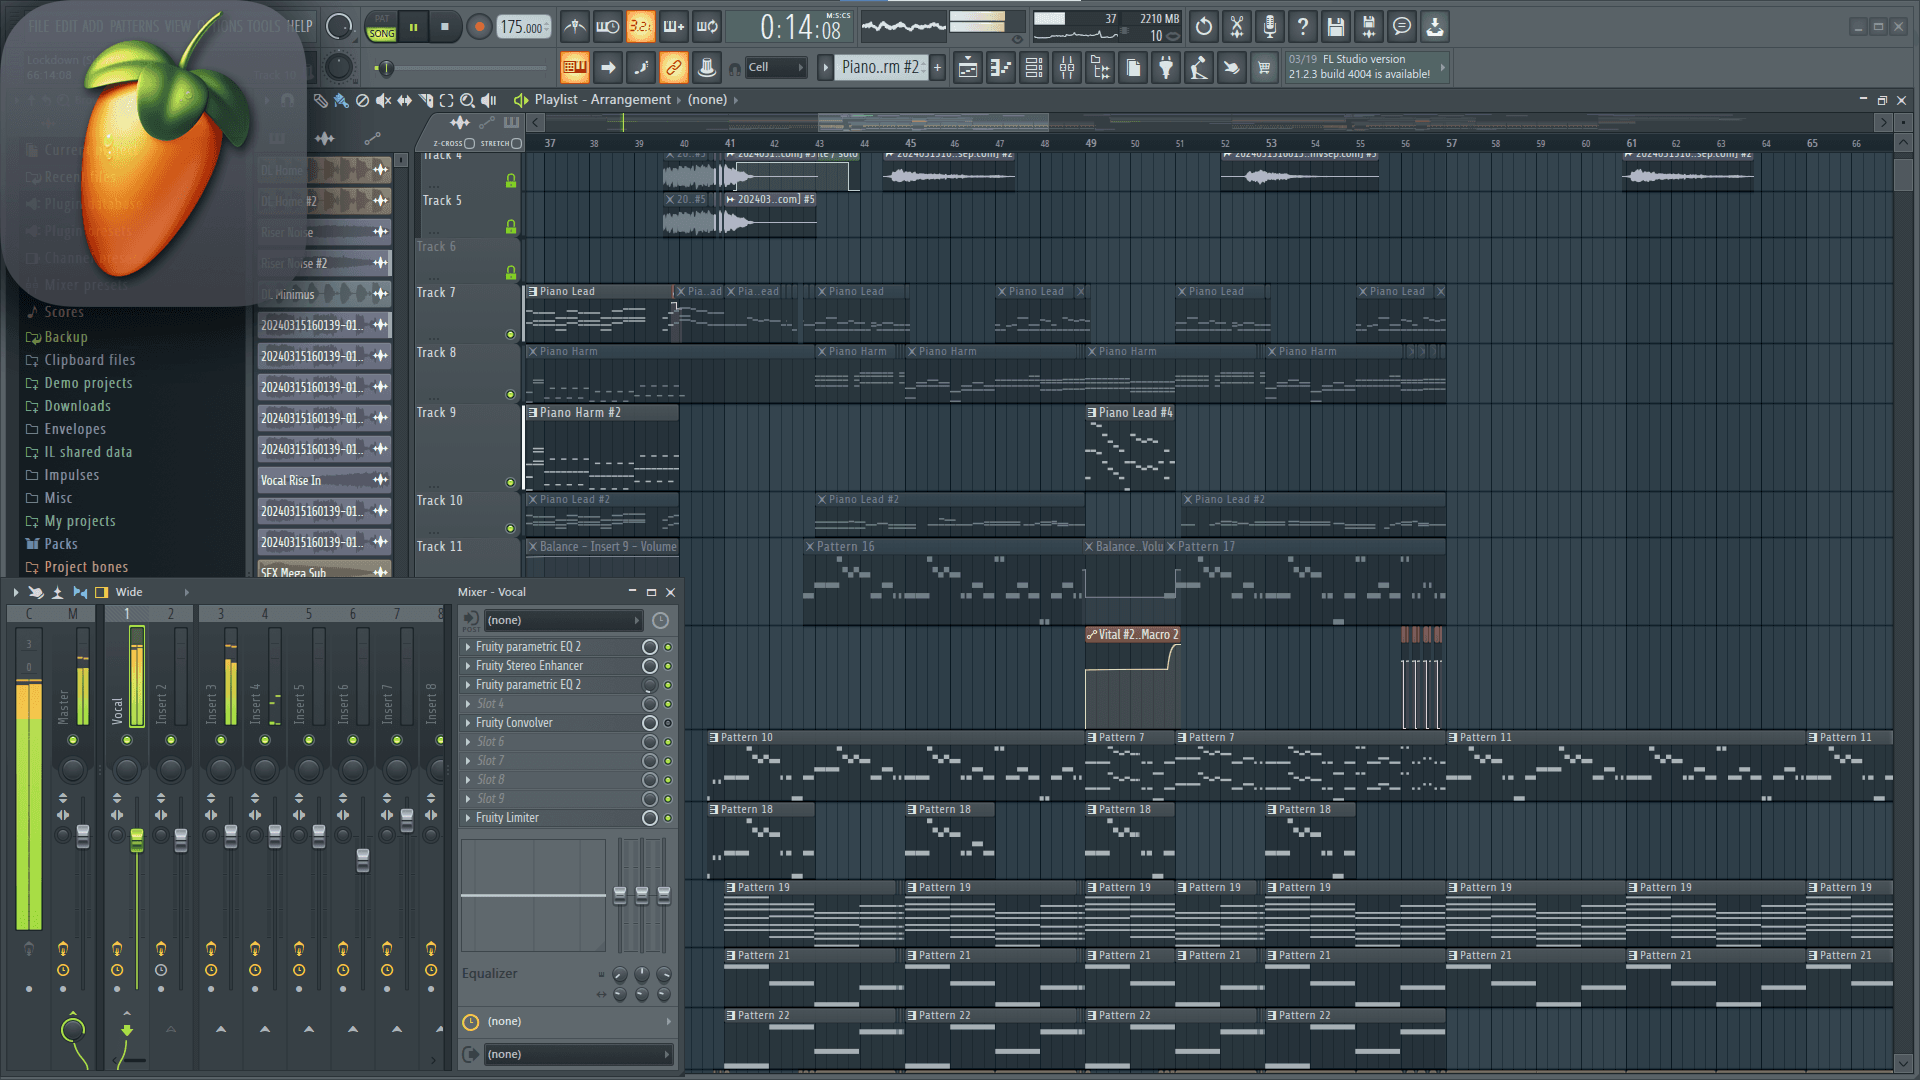 FILE EDIT ADD PATTERNS VIEW OPTIONS TOOLS HELP
PAT
SONG
175.000
3.2.
0:14:08
M:S:CS
37
2210 MB
10
Lockdown
66:14:08
Cell
Piano..rm #2
03/19 FL Studio version
21.2.3 build 4004 is available!
Playlist - Arrangement (none)
Z-CROSS STRETCH
37 38 39 40 41 42 43 44 45 46 47 48 49 50 51 52 53 54 55 56 57 58 59 60 61 62 63 64 65 66
Recent files
Plugin database
Plugin presets
Mixer presets
Scores
Backup
Clipboard files
Demo projects
Downloads
Envelopes
IL shared data
Impulses
Misc
My projects
Packs
Project bones
DL Home
DL Home #2
Riser Noise
Riser Noise #2
DL Minimus
20240315160139-01..
20240315160139-01..
20240315160139-01..
20240315160139-01..
20240315160139-01..
Vocal Rise In
20240315160139-01..
20240315160139-01..
SFX Mega Sub
Track 4
Track 5
20..#5 202403...com] #5
Track 6
Track 7
Piano Lead Pia..ad Pia..ead Piano Lead Piano Lead Piano Lead Piano Lead
Track 8
Piano Harm Piano Harm Piano Harm Piano Harm Piano Harm
Track 9
Piano Harm #2 Piano Lead #4
Track 10
Piano Lead #2 Piano Lead #2 Piano Lead #2
Track 11
Balance - Insert 9 - Volume Pattern 16 Balance..Volu Pattern 17
Vital #2..Macro 2
Pattern 10 Pattern 7 Pattern 7 Pattern 11 Pattern 11
Pattern 18 Pattern 18 Pattern 18 Pattern 18
Pattern 19 Pattern 19 Pattern 19 Pattern 19 Pattern 19 Pattern 19 Pattern 19 Pattern 19
Pattern 21 Pattern 21 Pattern 21 Pattern 21 Pattern 21 Pattern 21 Pattern 21 Pattern 21
Pattern 22 Pattern 22 Pattern 22 Pattern 22
Wide
Mixer - Vocal
C M 1 2 3 4 5 6 7 8
3
0
Master
Vocal
Insert 2
Insert 3
Insert 4
Insert 5
Insert 6
Insert 7
Insert 8
POST
(none)
Fruity parametric EQ 2
Fruity Stereo Enhancer
Fruity parametric EQ 2
Slot 4
Fruity Convolver
Slot 6
Slot 7
Slot 8
Slot 9
Fruity Limiter
Equalizer
(none)
(none)